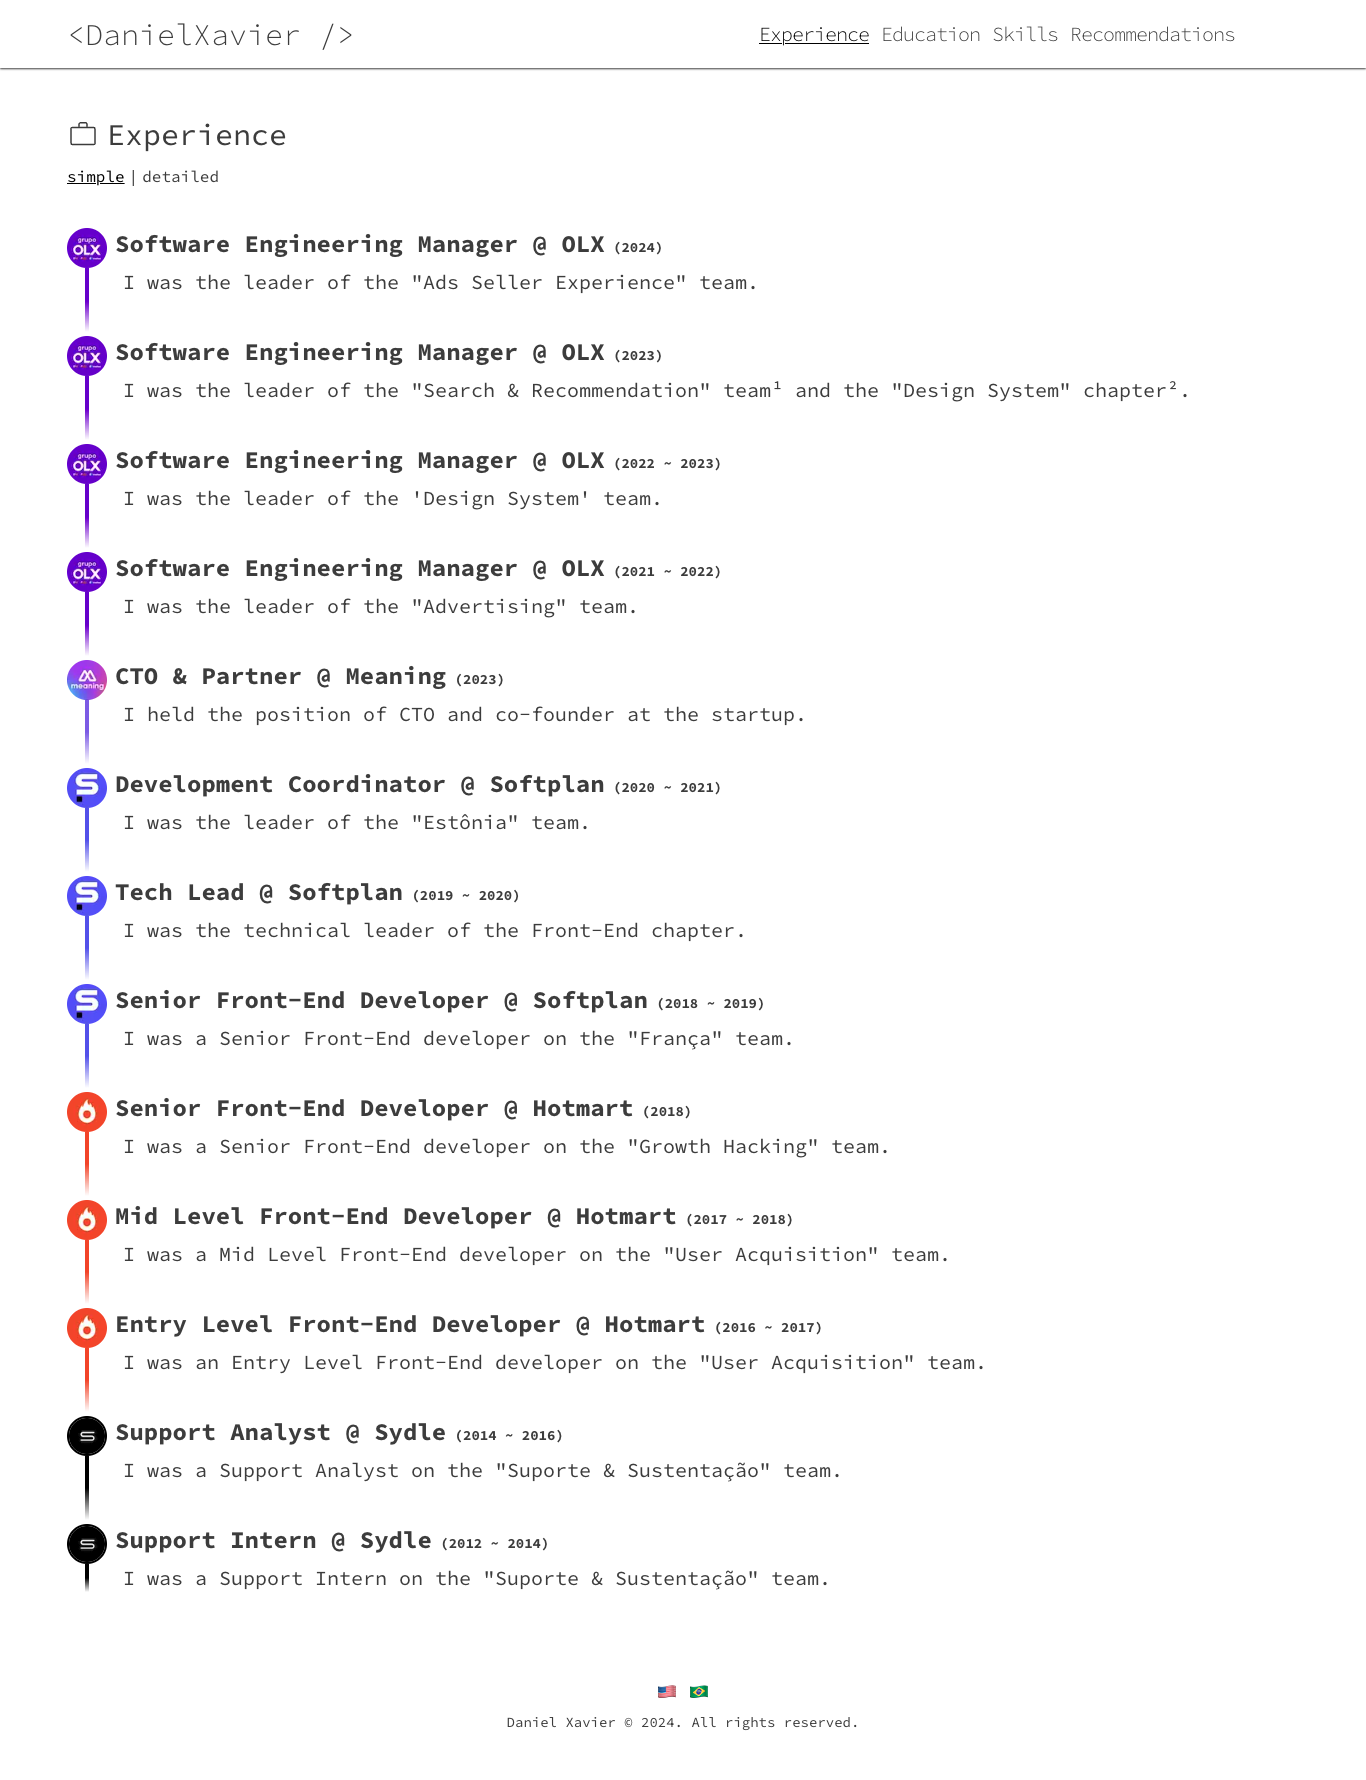 <DanielXavier />
Experience Education Skills Recommendations
Experience
simple | detailed
grupo OLX
Software Engineering Manager @ OLX (2024)
I was the leader of the "Ads Seller Experience" team.
grupo OLX
Software Engineering Manager @ OLX (2023)
I was the leader of the "Search & Recommendation" team¹ and the "Design System" chapter².
grupo OLX
Software Engineering Manager @ OLX (2022 ~ 2023)
I was the leader of the 'Design System' team.
grupo OLX
Software Engineering Manager @ OLX (2021 ~ 2022)
I was the leader of the "Advertising" team.
meaning
CTO & Partner @ Meaning (2023)
I held the position of CTO and co-founder at the startup.
Development Coordinator @ Softplan (2020 ~ 2021)
I was the leader of the "Estônia" team.
Tech Lead @ Softplan (2019 ~ 2020)
I was the technical leader of the Front-End chapter.
Senior Front-End Developer @ Softplan (2018 ~ 2019)
I was a Senior Front-End developer on the "França" team.
Senior Front-End Developer @ Hotmart (2018)
I was a Senior Front-End developer on the "Growth Hacking" team.
Mid Level Front-End Developer @ Hotmart (2017 ~ 2018)
I was a Mid Level Front-End developer on the "User Acquisition" team.
Entry Level Front-End Developer @ Hotmart (2016 ~ 2017)
I was an Entry Level Front-End developer on the "User Acquisition" team.
Support Analyst @ Sydle (2014 ~ 2016)
I was a Support Analyst on the "Suporte & Sustentação" team.
Support Intern @ Sydle (2012 ~ 2014)
I was a Support Intern on the "Suporte & Sustentação" team.
Daniel Xavier © 2024. All rights reserved.